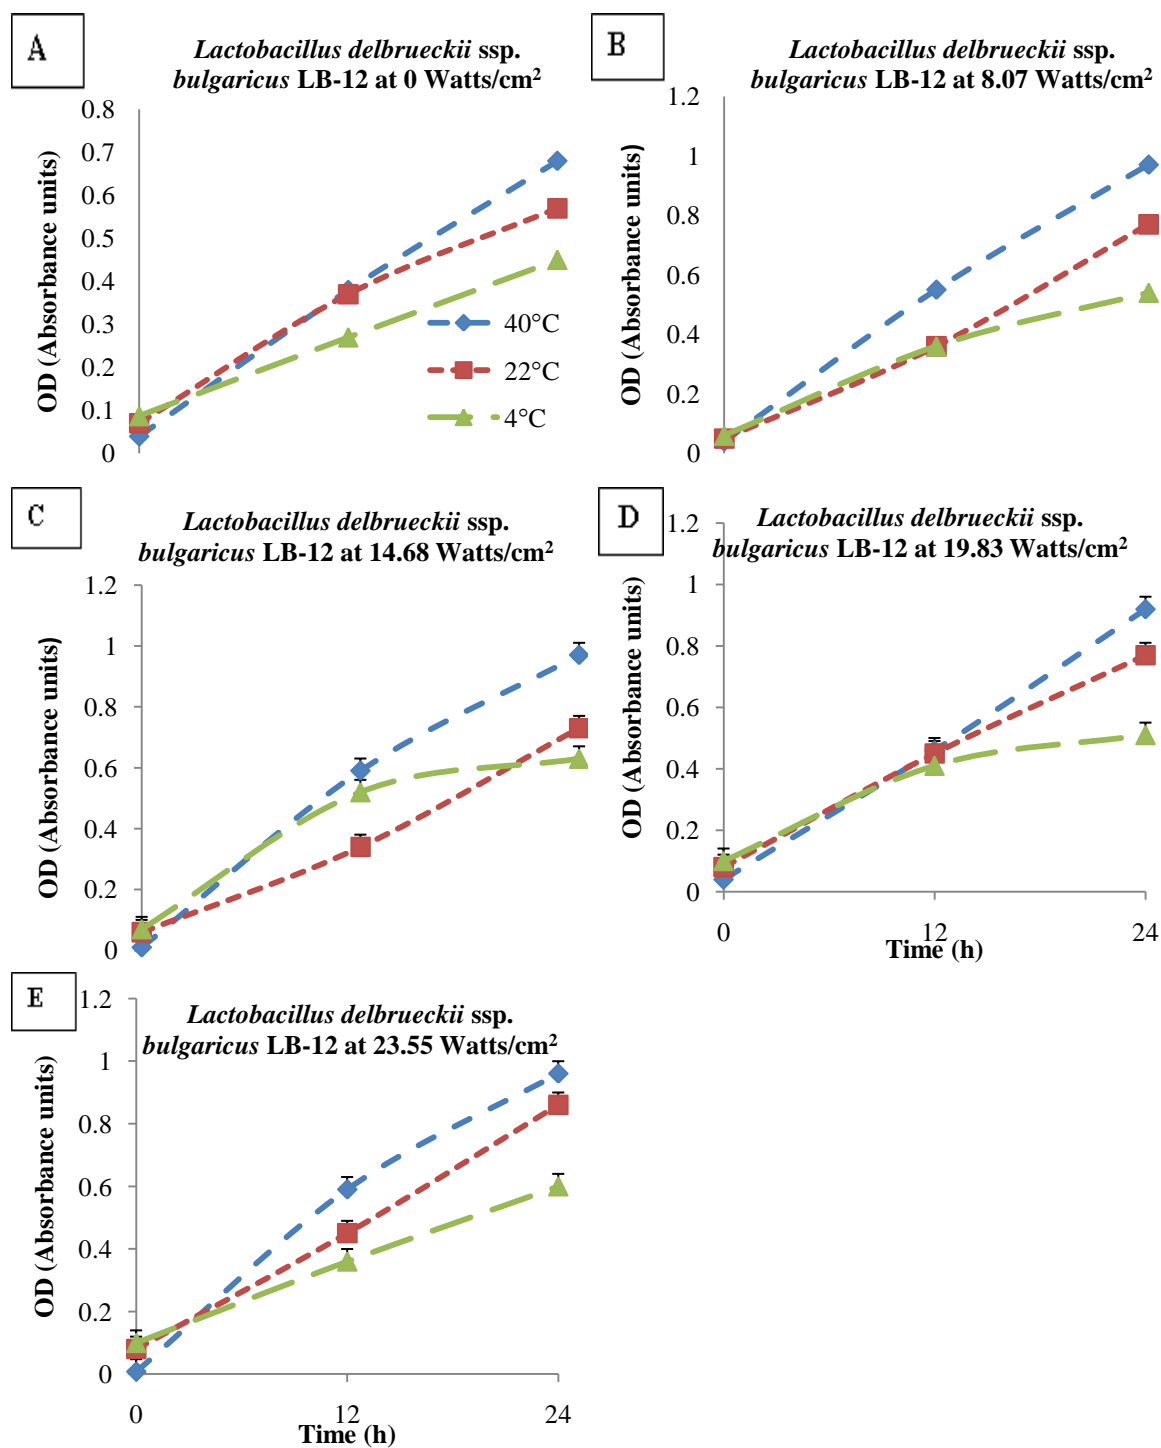 A
Lactobacillus delbrueckii ssp.
bulgaricus LB-12 at 0 Watts/cm²
OD (Absorbance units)
0.8
0.7
0.6
0.5
0.4
0.3
0.2
0.1
0
40°C
22°C
4°C
B
Lactobacillus delbrueckii ssp.
bulgaricus LB-12 at 8.07 Watts/cm²
OD (Absorbance units)
1.2
1
0.8
0.6
0.4
0.2
0
C
Lactobacillus delbrueckii ssp.
bulgaricus LB-12 at 14.68 Watts/cm²
OD (Absorbance units)
1.2
1
0.8
0.6
0.4
0.2
0
D
Lactobacillus delbrueckii ssp.
bulgaricus LB-12 at 19.83 Watts/cm²
OD (Absorbance units)
1.2
1
0.8
0.6
0.4
0.2
0
0 12 24
Time (h)
E
Lactobacillus delbrueckii ssp.
bulgaricus LB-12 at 23.55 Watts/cm²
OD (Absorbance units)
1.2
1
0.8
0.6
0.4
0.2
0
0 12 24
Time (h)